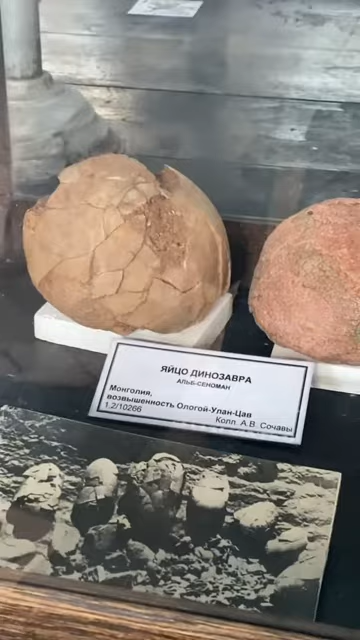 ЯЙЦО ДИНОЗАВРА
АЛЬБ-СЕНОМАН
Монголия,
возвышенность Ологой-Улан-Цав
1.2/10266
Колл. А.В. Сочавы